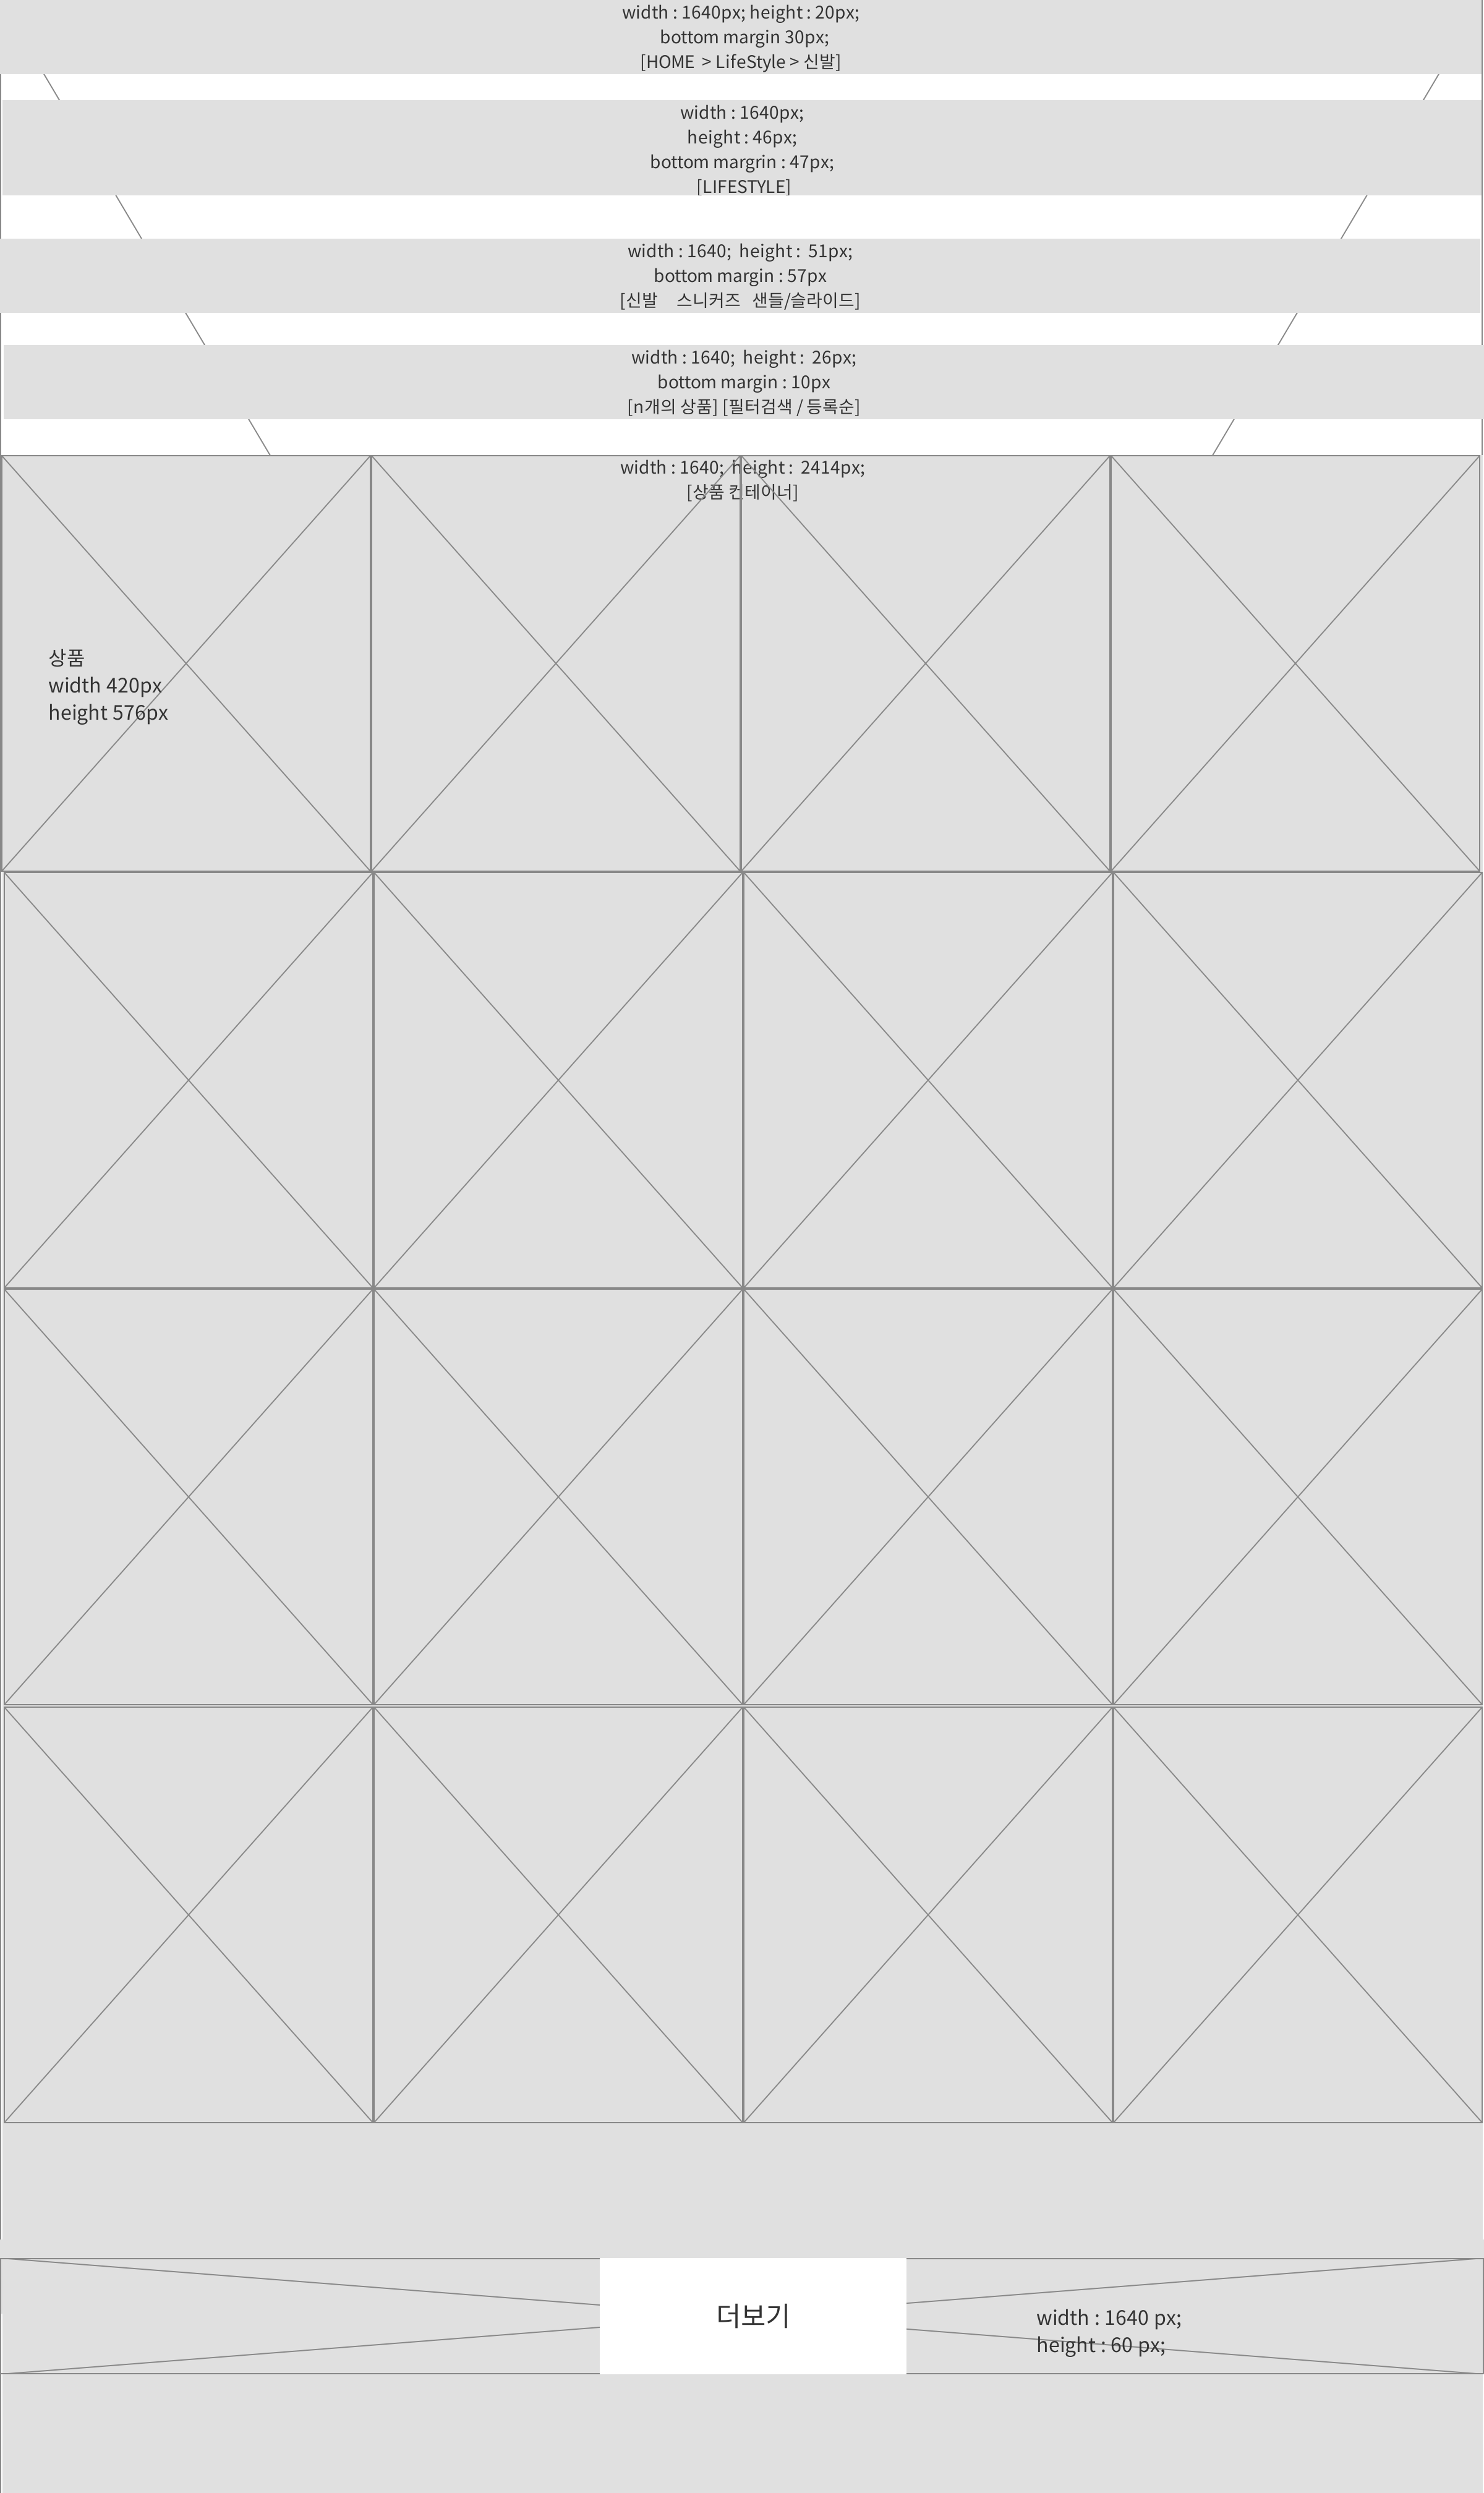 width : 1640px; height : 20px;
bottom margin 30px;
[HOME > LifeStyle > 신발]
width : 1640px;
height : 46px;
bottom margrin : 47px;
[LIFESTYLE]
width : 1640; height : 51px;
bottom margin : 57px
[신발 스니커즈 샌들/슬라이드]
width : 1640; height : 26px;
bottom margin : 10px
[n개의 상품] [필터검색 / 등록순]
width : 1640; height : 2414px;
[상품 컨테이너]
상품
width 420px
height 576px
더보기
width : 1640 px;
height : 60 px;